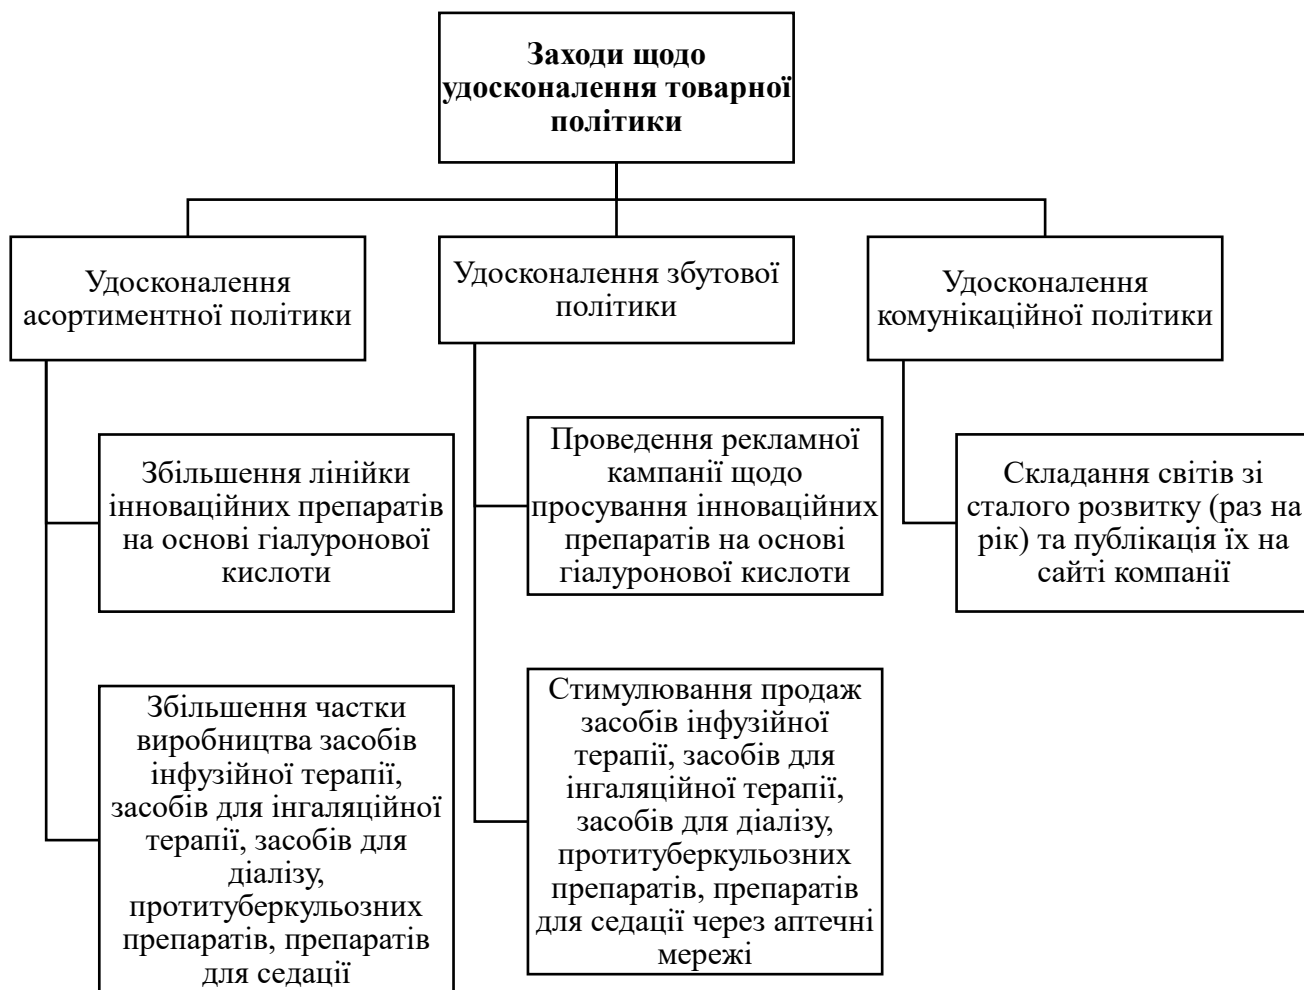 Заходи щодо
удосконалення товарної
політики
Удосконалення
асортиментної політики
Удосконалення збутової
політики
Удосконалення
комунікаційної політики
Збільшення лінійки
інноваційних препаратів
на основі гіалуронової
кислоти
Проведення рекламної
кампанії щодо
просування інноваційних
препаратів на основі
гіалуронової кислоти
Складання світів зі
сталого розвитку (раз на
рік) та публікація їх на
сайті компанії
Збільшення частки
виробництва засобів
інфузійної терапії,
засобів для інгаляційної
терапії, засобів для
діалізу,
протитуберкульозних
препаратів, препаратів
для седації
Стимулювання продаж
засобів інфузійної
терапії, засобів для
інгаляційної терапії,
засобів для діалізу,
протитуберкульозних
препаратів, препаратів
для седації через аптечні
мережі